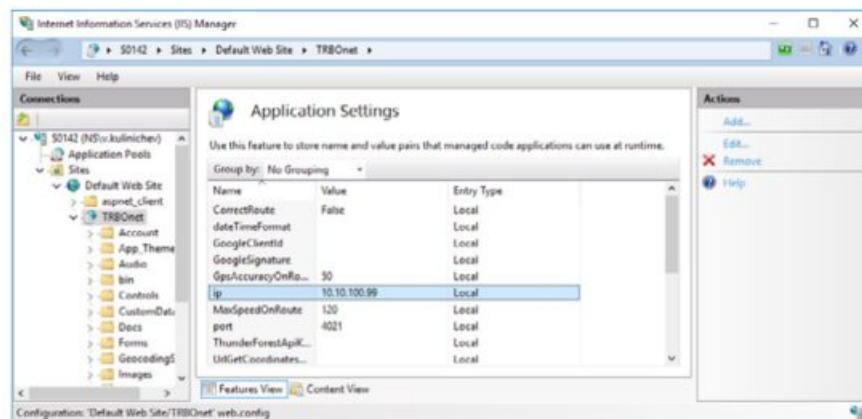 Internet Information Services (IIS) Manager
S0142 Sites Default Web Site TRBOnet
File View Help
Connections
S0142 (NS\v.kulinichev)
Application Pools
Sites
Default Web Site
aspnet_client
TRBOnet
Account
App_Theme
Audio
bin
Controls
CustomData
Docs
Forms
GeocodingS
Images
Application Settings
Use this feature to store name and value pairs that managed code applications can use at runtime.
Group by: No Grouping
Name Value Entry Type
CorrectRoute False Local
dateTimeFormat Local
GoogleClientId Local
GoogleSignature Local
GpsAccuracyOnRo... 50 Local
ip 10.10.100.99 Local
MaxSpeedOnRoute 120 Local
port 4021 Local
ThunderForestApiK... Local
UrlGetCoordinates... Local
Features View Content View
Actions
Add...
Edit...
Remove
Help
Configuration: 'Default Web Site/TRBOnet' web.config